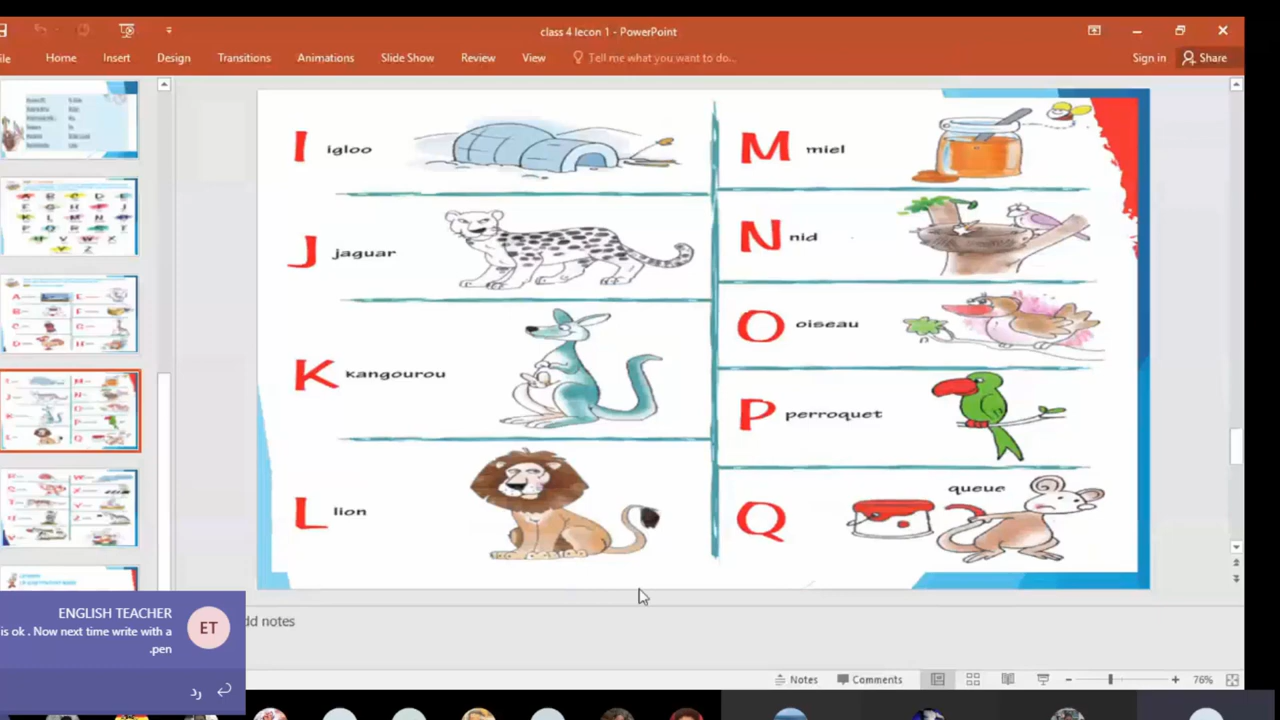 class 4 lecon 1 - PowerPoint
Home Insert Design Transitions Animations Slide Show Review View Tell me what you want to do... Sign in Share
I igloo
J jaguar
K kangourou
L lion
M miel
N nid
O oiseau
P perroquet
Q queue
ENGLISH TEACHER
is ok . Now next time write with a
.pen
ET
رد
dd notes
Notes Comments 76%